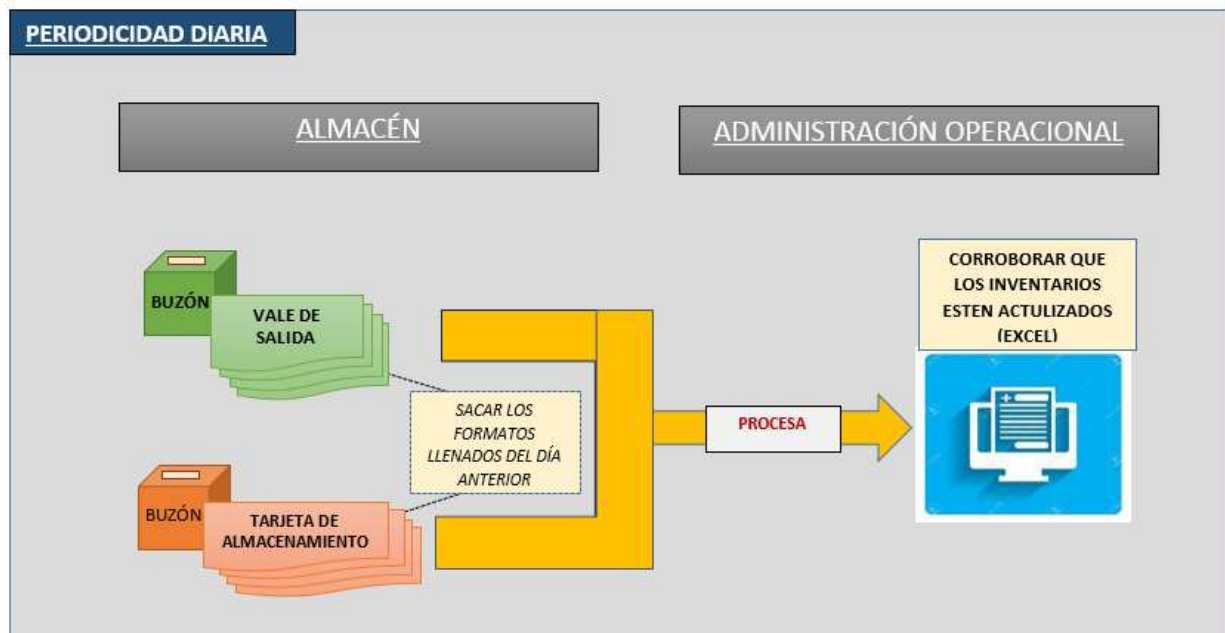 PERIODICIDAD DIARIA
ALMACÉN
ADMINISTRACIÓN OPERACIONAL
BUZÓN
VALE DE
SALIDA
SACAR LOS
FORMATOS
LLENADOS DEL DÍA
ANTERIOR
BUZÓN
TARJETA DE
ALMACENAMIENTO
PROCESA
CORROBORAR QUE
LOS INVENTARIOS
ESTEN ACTULIZADOS
(EXCEL)